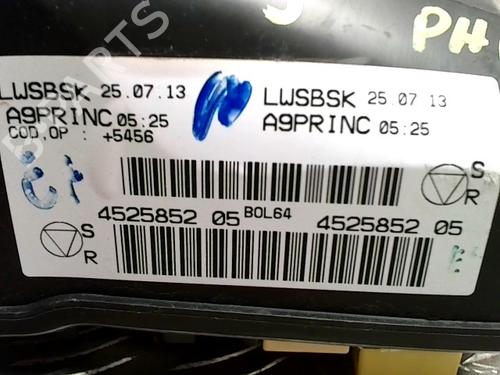 PH
LWSBSK 25.07.13 LWSBSK 25.07 13
A9PRINC 05:25 A9PRINC 05:25
COD.OP : +5456
S
R
4525852 05 BOL64 4525852 05
S
R